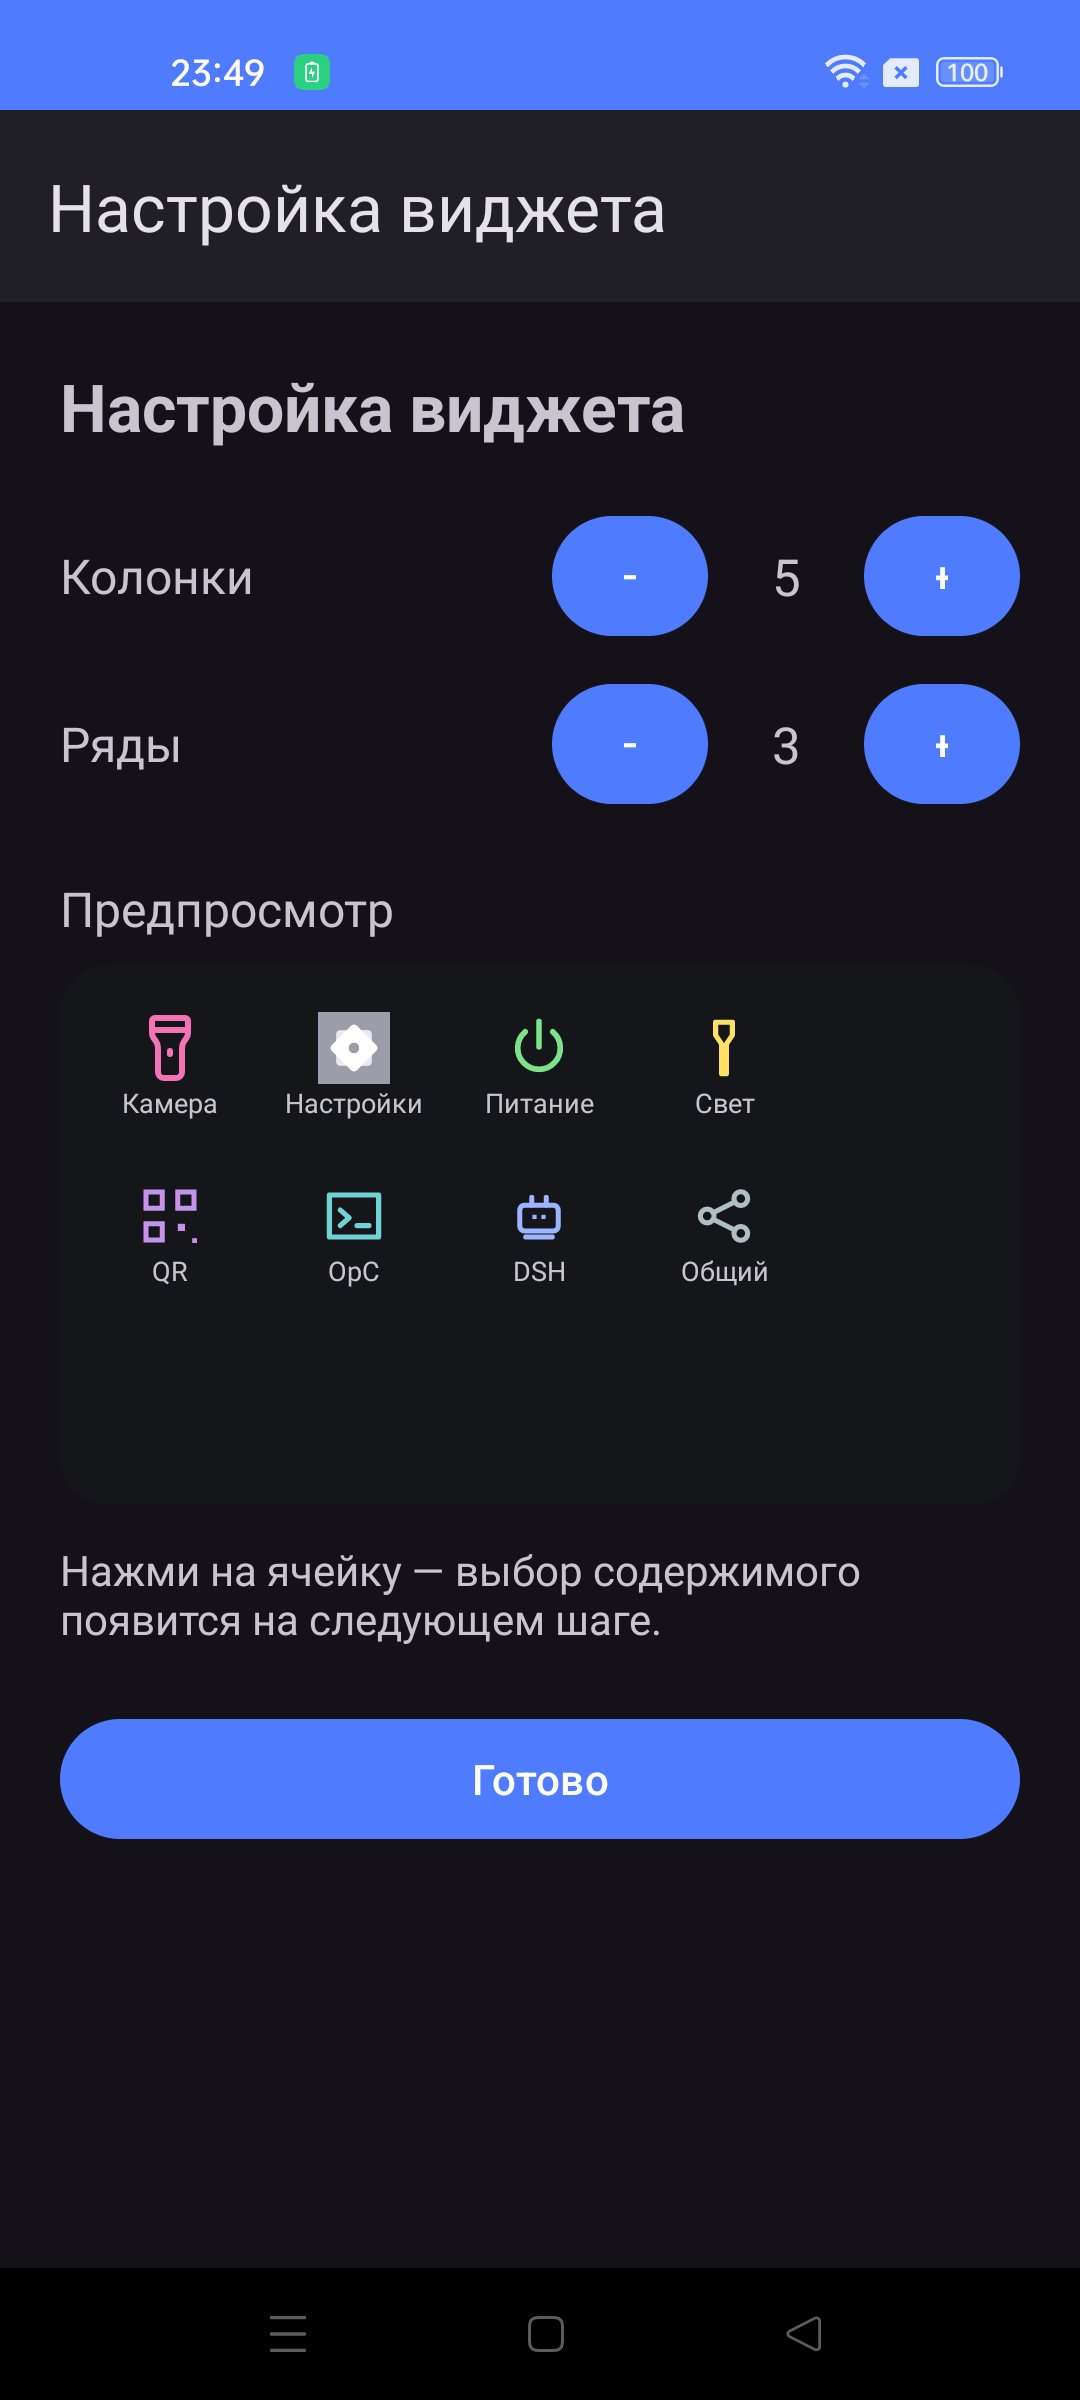 23:49
100
Настройка виджета
Настройка виджета
Колонки - 5 +
Ряды - 3 +
Предпросмотр
Камера Настройки Питание Свет
QR OpC DSH Общий
Нажми на ячейку — выбор содержимого
появится на следующем шаге.
Готово